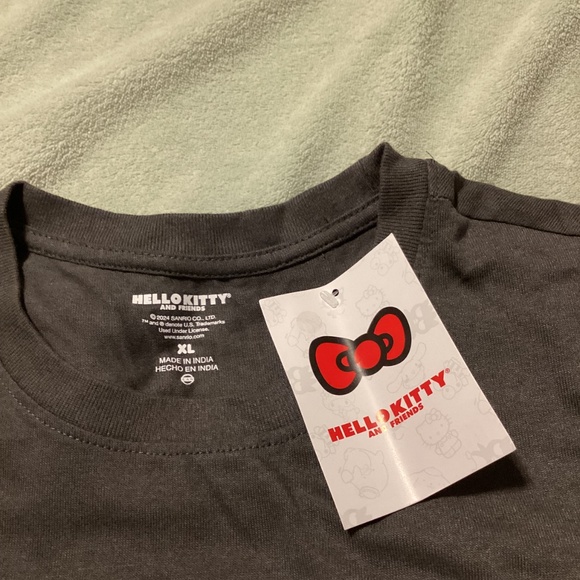 HELLO KITTY®
AND FRIENDS
© 2024 SANRIO CO., LTD.
™ and ® denote U.S. Trademarks
Used Under License.
www.sanrio.com
XL
MADE IN INDIA
HECHO EN INDIA
HELLO KITTY®
AND FRIENDS